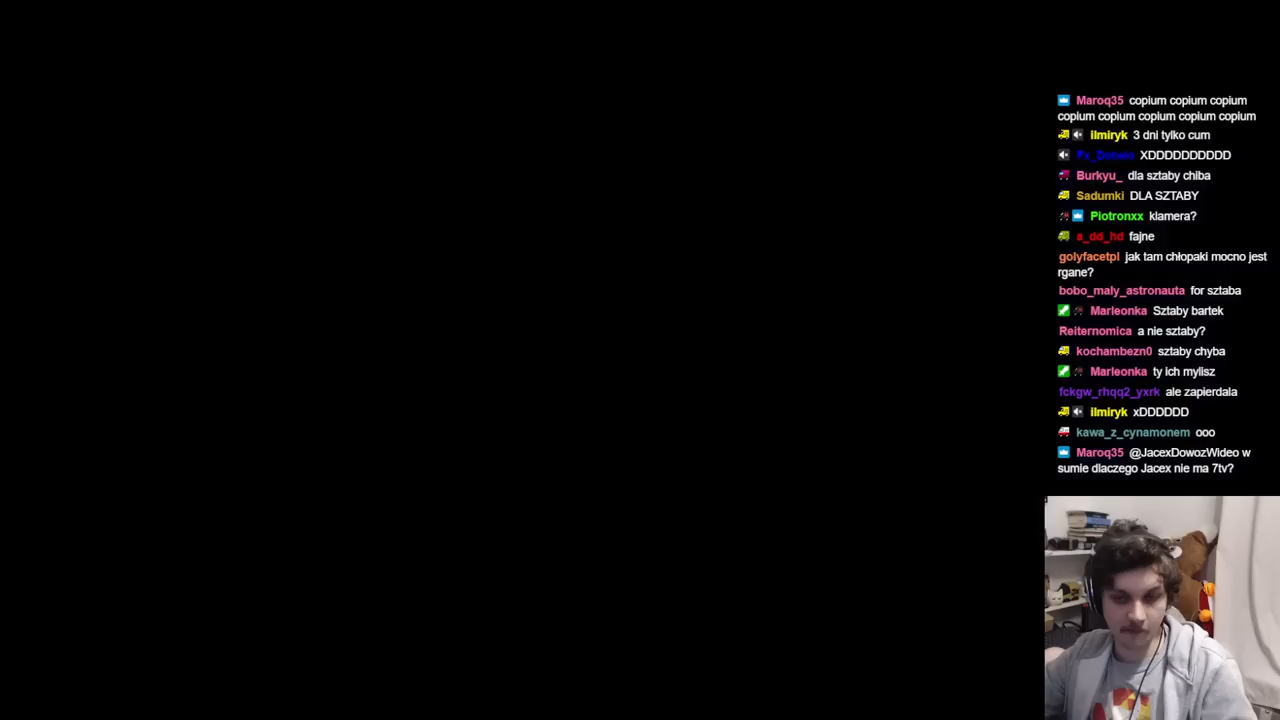 Maroq35 copium copium copium
copium copium copium copium copium
ilmiryk 3 dni tylko cum
XDDDDDDDDDD
Burkyu_ dla sztaby chiba
Sadumki DLA SZTABY
Piotronxx klamera?
a_dd_hd fajne
golyfacetpl jak tam chłopaki mocno jest
rgane?
bobo_maly_astronauta for sztaba
Marleonka Sztaby bartek
Reiternomica a nie sztaby?
kochambezn0 sztaby chyba
Marleonka ty ich mylisz
fckgw_rhqq2_yxrk ale zapierdala
ilmiryk xDDDDDD
kawa_z_cynamonem ooo
Maroq35 @JacexDowozWideo w
sumie dlaczego Jacex nie ma 7tv?